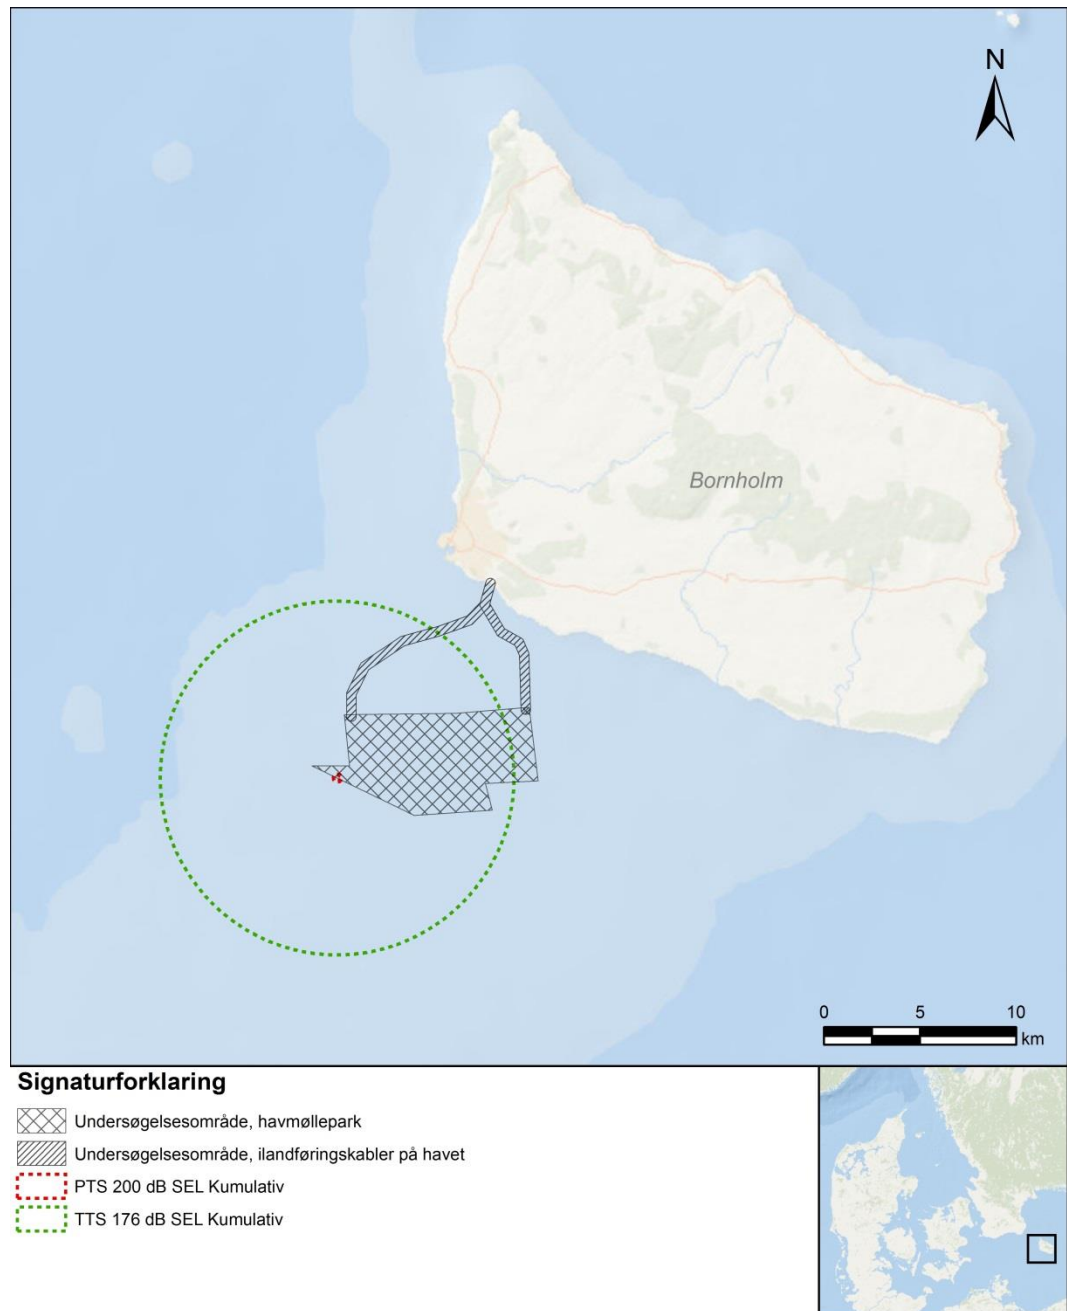 N
Bornholm
0 5 10
km
Signaturforklaring
Undersøgelsesområde, havmøllepark
Undersøgelsesområde, ilandføringskabler på havet
PTS 200 dB SEL Kumulativ
TTS 176 dB SEL Kumulativ